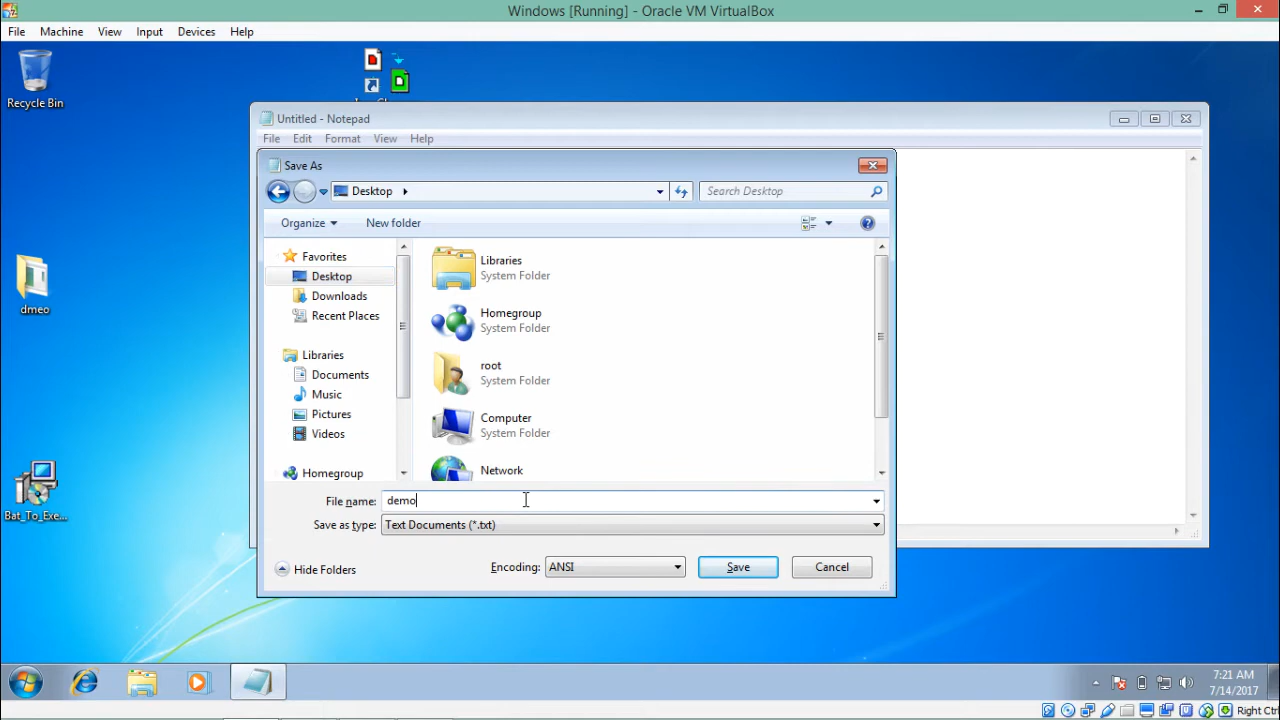 Windows [Running] - Oracle VM VirtualBox
File Machine View Input Devices Help
Recycle Bin
Untitled - Notepad
File Edit Format View Help
Save As
Desktop
Search Desktop
Organize New folder
Favorites
Desktop
Downloads
Recent Places
Libraries
Documents
Music
Pictures
Videos
Homegroup
Libraries
System Folder
Homegroup
System Folder
root
System Folder
Computer
System Folder
Network
dmeo
Bat_To_Exe...
File name: demo
Save as type: Text Documents (*.txt)
Hide Folders
Encoding: ANSI
Save
Cancel
7:21 AM
7/14/2017
Right Ctrl